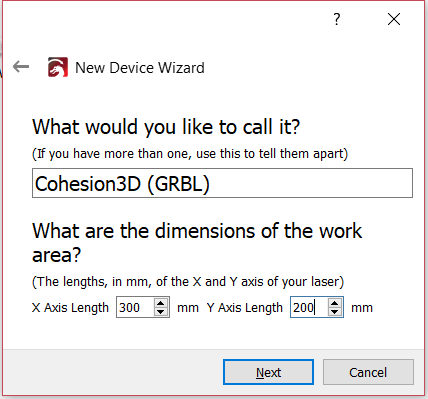 ?
New Device Wizard
What would you like to call it?
(If you have more than one, use this to tell them apart)
Cohesion3D (GRBL)
What are the dimensions of the work
area?
(The lengths, in mm, of the X and Y axis of your laser)
X Axis Length 300 mm Y Axis Length 200 mm
Next Cancel